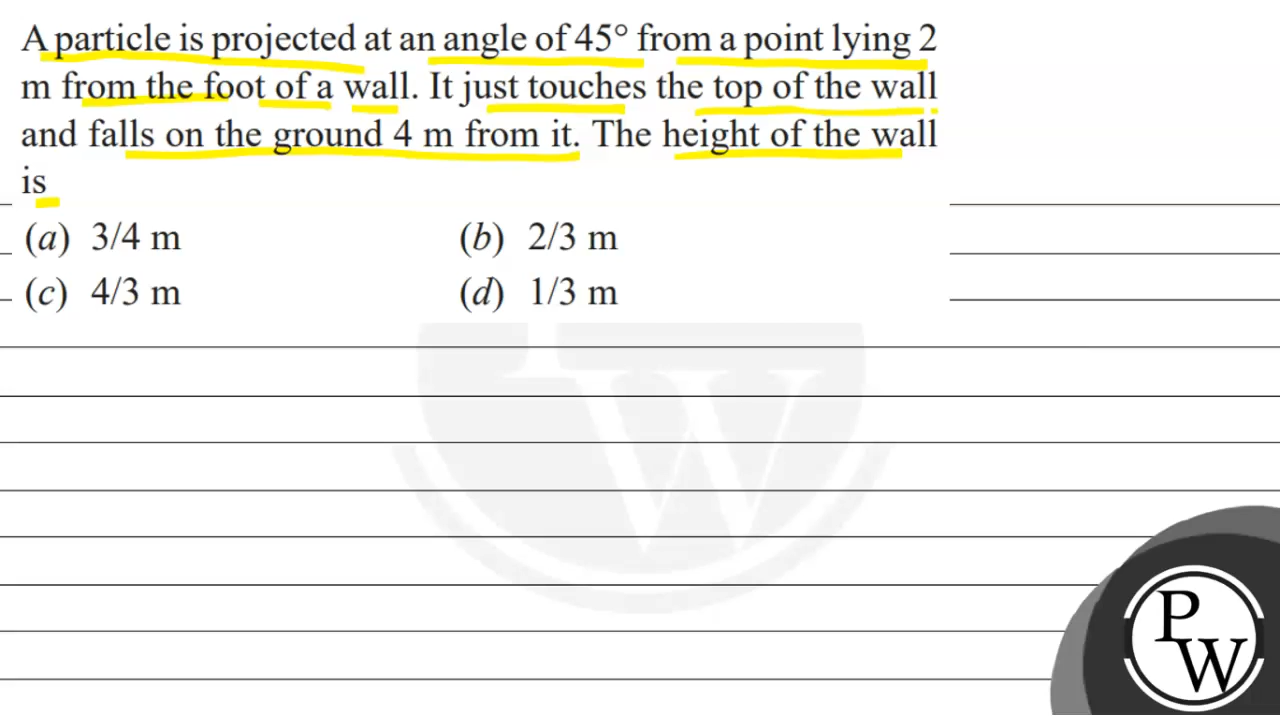 A particle is projected at an angle of 45° from a point lying 2
m from the foot of a wall. It just touches the top of the wall
and falls on the ground 4 m from it. The height of the wall
is
(a) 3/4 m (b) 2/3 m
(c) 4/3 m (d) 1/3 m
W
P
W